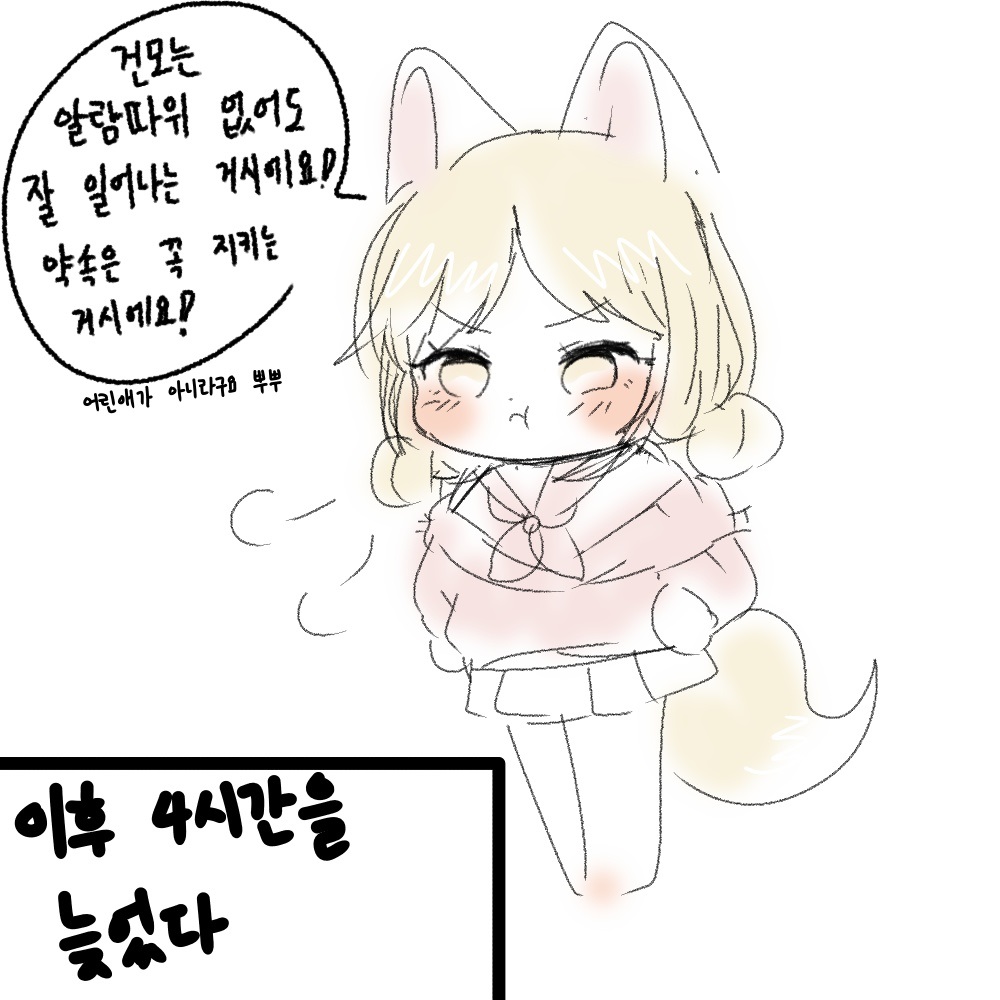 건모는
알람따위 없어도
잘 일어나는 거시에요!
약속은 꼭 지키는
거시에요!
어린애가 아니라구요 뿌뿌
이후 4시간을
늦었다